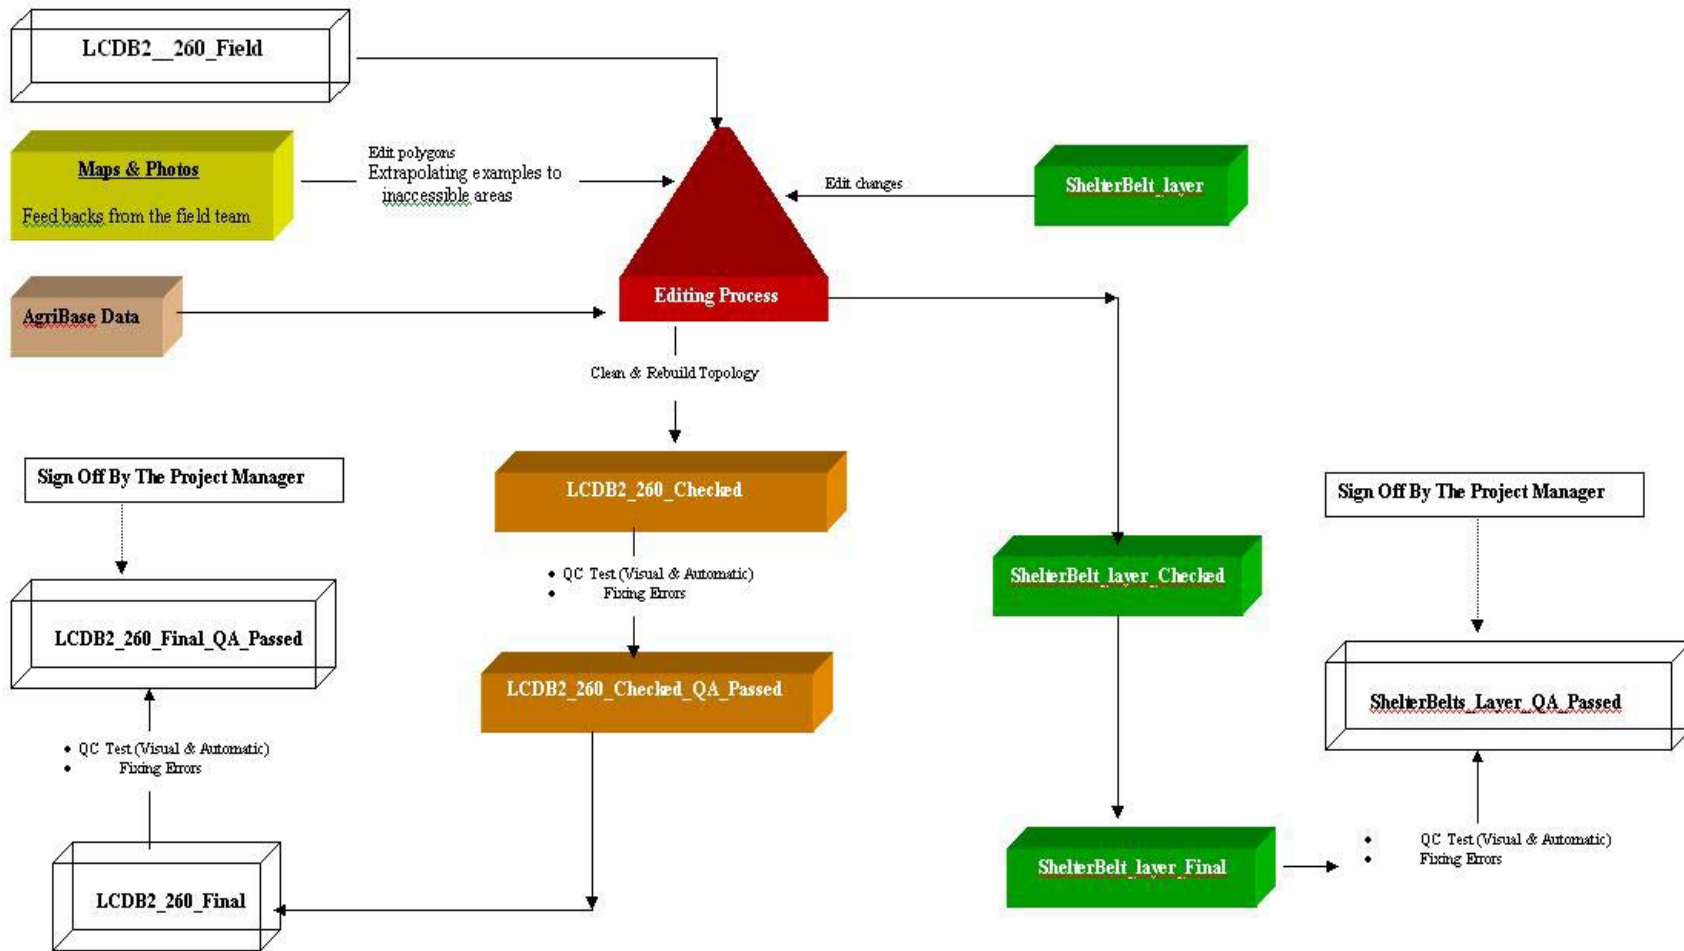 LCDB2__260_Field
Maps & Photos
Feed backs from the field team
Edit polygons
Extrapolating examples to
inaccessible areas
Edit changes
ShelterBelt_layer
AgriBase Data
Editing Process
Clean & Rebuild Topology
Sign Off By The Project Manager
LCDB2_260_Checked
Sign Off By The Project Manager
• QC Test (Visual & Automatic)
• Fixing Errors
ShelterBelt_layer_Checked
LCDB2_260_Final_QA_Passed
LCDB2_260_Checked_QA_Passed
ShelterBelts_Layer_QA_Passed
• QC Test (Visual & Automatic)
• Fixing Errors
ShelterBelt_layer_Final
• QC Test (Visual & Automatic)
• Fixing Errors
LCDB2_260_Final